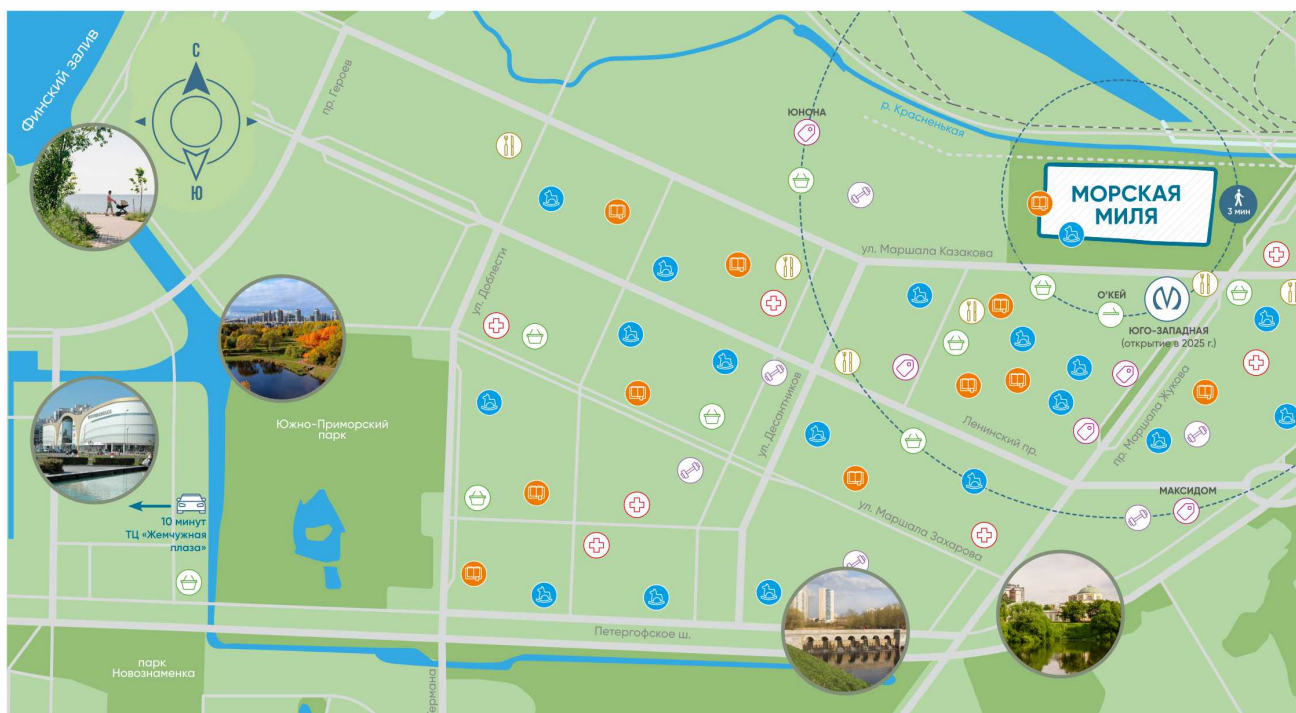 Финский залив
С
Ю
пр. Героев
ЮНОНА
р. Красненькая
МОРСКАЯ
МИЛЯ
3 мин
ул. Маршала Казакова
ул. Доблести
О'КЕЙ
ЮГО-ЗАПАДНАЯ
(открытие в 2025 г.)
Южно-Приморский
парк
ул. Десантников
Ленинский пр.
пр. Маршала Жукова
МАКСИДОМ
10 минут
ТЦ «Жемчужная
плаза»
ул. Маршала Захарова
Петергофское ш.
парк
Новознаменка
ермана